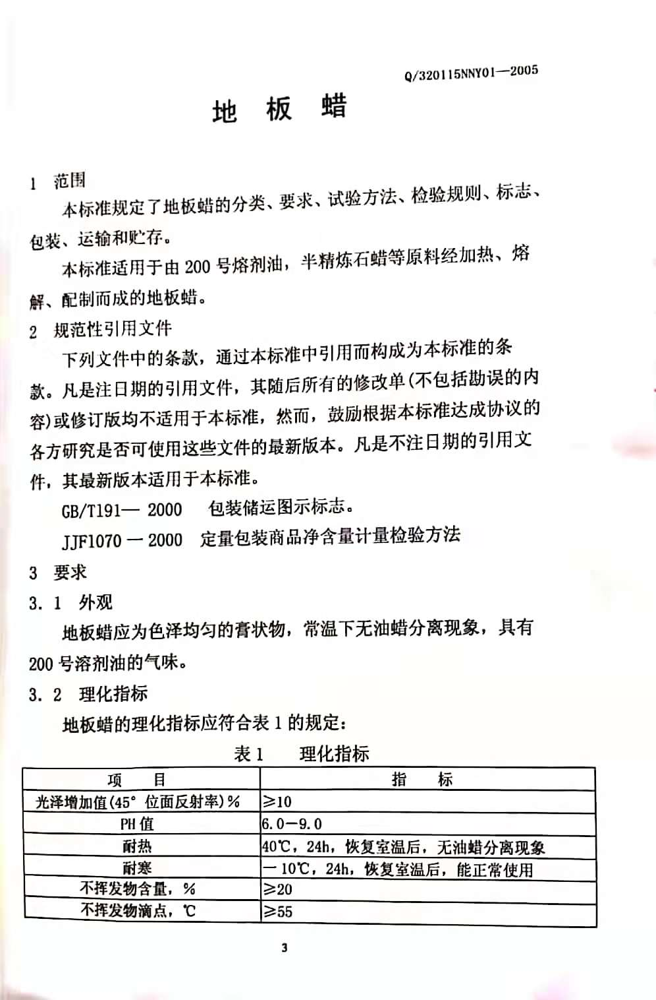 Q/320115NNY01—2005
地 板 蜡
1 范围
本标准规定了地板蜡的分类、要求、试验方法、检验规则、标志、
包装、运输和贮存。
本标准适用于由 200 号熔剂油，半精炼石蜡等原料经加热、熔
解、配制而成的地板蜡。
2 规范性引用文件
下列文件中的条款，通过本标准中引用而构成为本标准的条
款。凡是注日期的引用文件，其随后所有的修改单(不包括勘误的内
容)或修订版均不适用于本标准，然而，鼓励根据本标准达成协议的
各方研究是否可使用这些文件的最新版本。凡是不注日期的引用文
件，其最新版本适用于本标准。
GB/T191— 2000 包装储运图示标志。
JJF1070 — 2000 定量包装商品净含量计量检验方法
3 要求
3. 1 外观
地板蜡应为色泽均匀的膏状物，常温下无油蜡分离现象，具有
200 号溶剂油的气味。
3. 2 理化指标
地板蜡的理化指标应符合表 1 的规定：
表 1 理化指标
项 目 指 标
光泽增加值(45° 位面反射率)% ≥10
PH 值 6.0—9.0
耐热 40℃，24h，恢复室温后，无油蜡分离现象
耐寒 — 10℃，24h，恢复室温后，能正常使用
不挥发物含量，% ≥20
不挥发物滴点，℃ ≥55
3